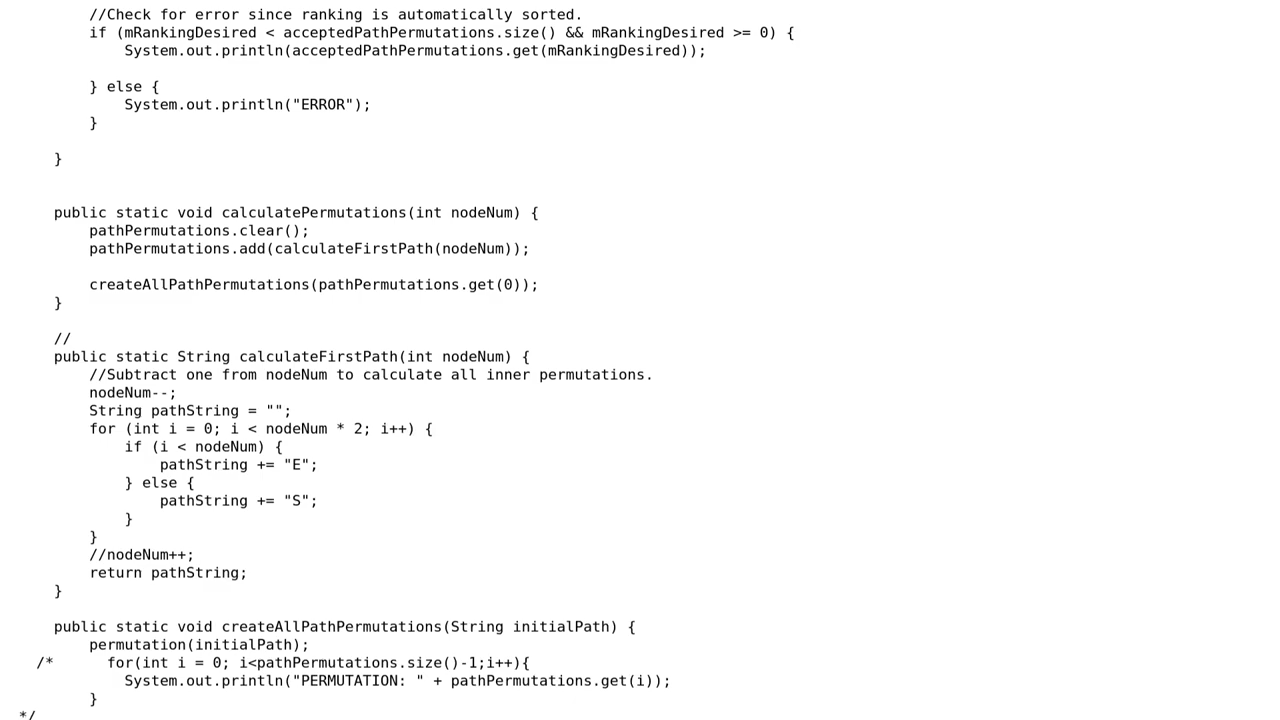 //Check for error since ranking is automatically sorted.
if (mRankingDesired < acceptedPathPermutations.size() && mRankingDesired >= 0) {
System.out.println(acceptedPathPermutations.get(mRankingDesired));
} else {
System.out.println("ERROR");
}
}
public static void calculatePermutations(int nodeNum) {
pathPermutations.clear();
pathPermutations.add(calculateFirstPath(nodeNum));
createAllPathPermutations(pathPermutations.get(0));
}
//
public static String calculateFirstPath(int nodeNum) {
//Subtract one from nodeNum to calculate all inner permutations.
nodeNum--;
String pathString = "";
for (int i = 0; i < nodeNum * 2; i++) {
if (i < nodeNum) {
pathString += "E";
} else {
pathString += "S";
}
}
//nodeNum++;
return pathString;
}
public static void createAllPathPermutations(String initialPath) {
permutation(initialPath);
/*      for(int i = 0; i<pathPermutations.size()-1;i++){
System.out.println("PERMUTATION: " + pathPermutations.get(i));
}
*/